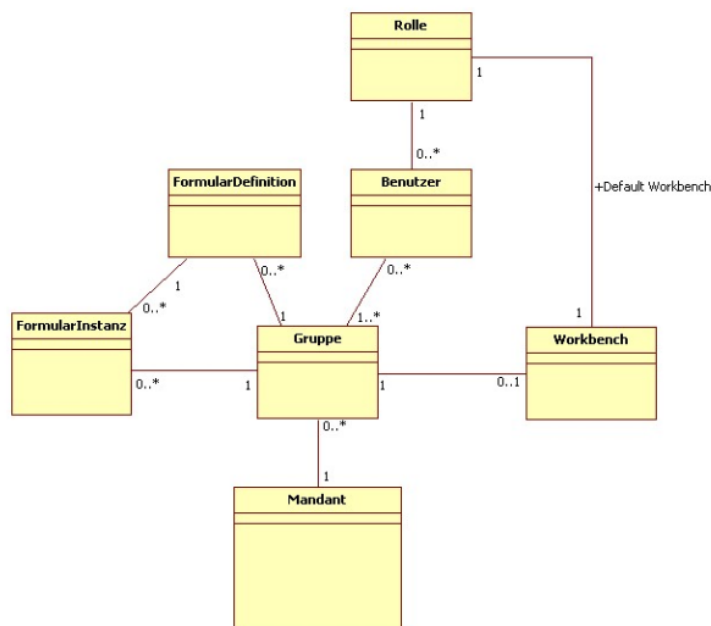 Rolle
1
1
0..*
FormularDefinition
Benutzer
+Default Workbench
0..*
0..*
1
0..*
1
1..*
1
FormularInstanz
Gruppe
Workbench
0..*
1
1
0..1
0..*
1
Mandant